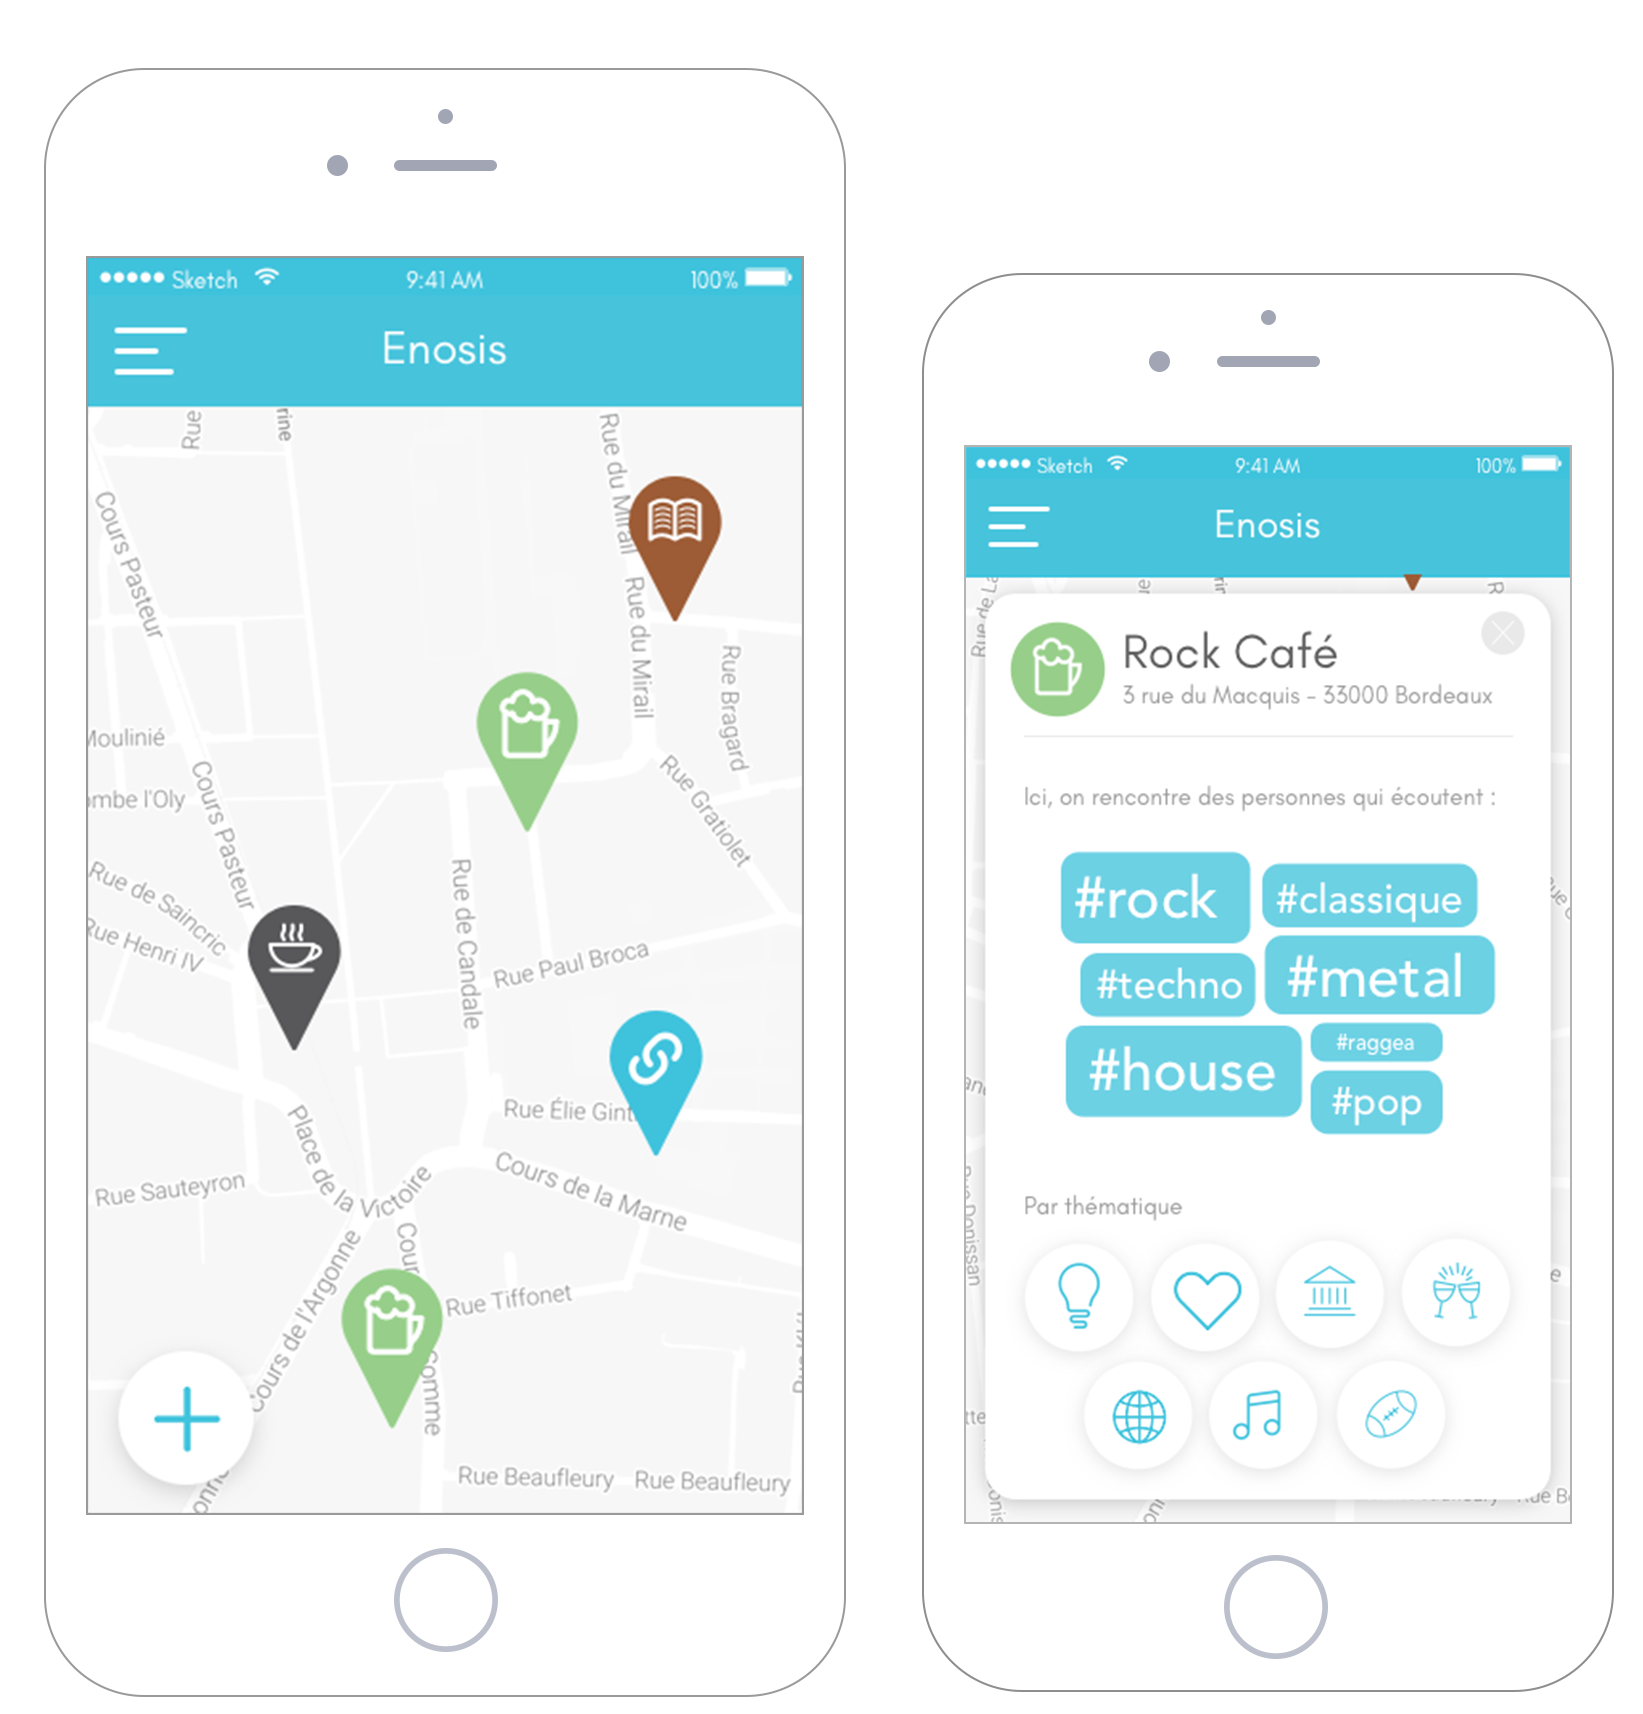 Sketch 9:41 AM 100%
Enosis
Rue du Mirail
Cours Pasteur
Rue du Mirail
Rue Bragard
Moulinié
Cours Pasteur
Rue Gratiolet
ombe l'Oly
Rue de Saincric
Rue Henri IV
Rue de Candale
Rue Paul Broca
Rue Élie Gint
Place de la Victoire
Cours de la Marne
Rue Sauteyron
Cours de l'Argonne
Cour
Rue Tiffonet
omme
Rue Beaufleury Rue Beaufleury
Sketch 9:41 AM 100%
Enosis
Rock Café
3 rue du Macquis - 33000 Bordeaux
Ici, on rencontre des personnes qui écoutent :
#rock #classique
#techno #metal
#house #raggea
#pop
Par thématique